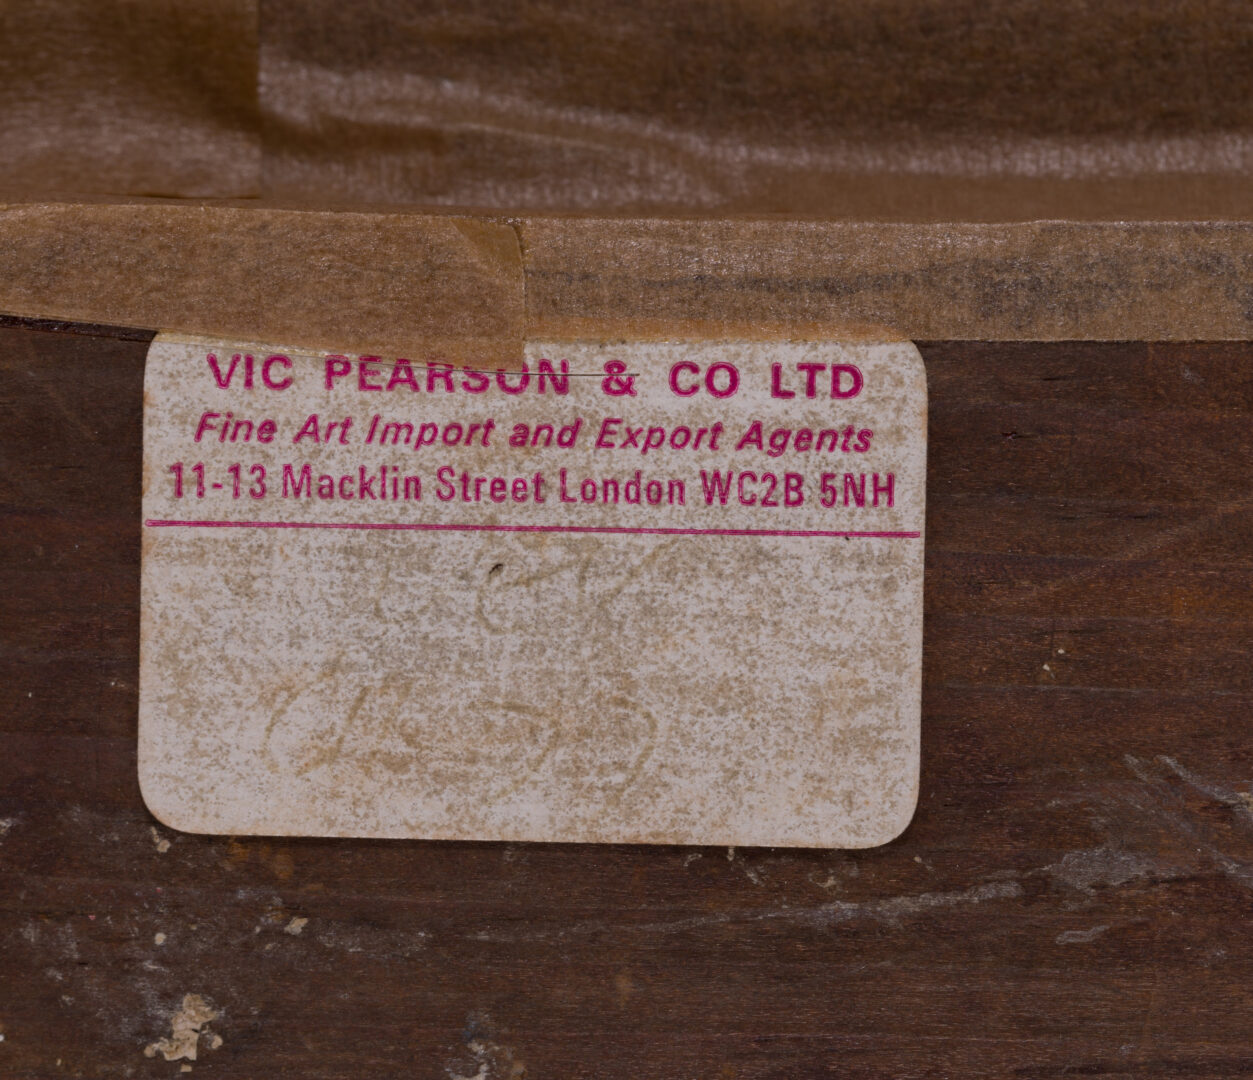 VIC PEARSON & CO LTD
Fine Art Import and Export Agents
11-13 Macklin Street London WC2B 5NH